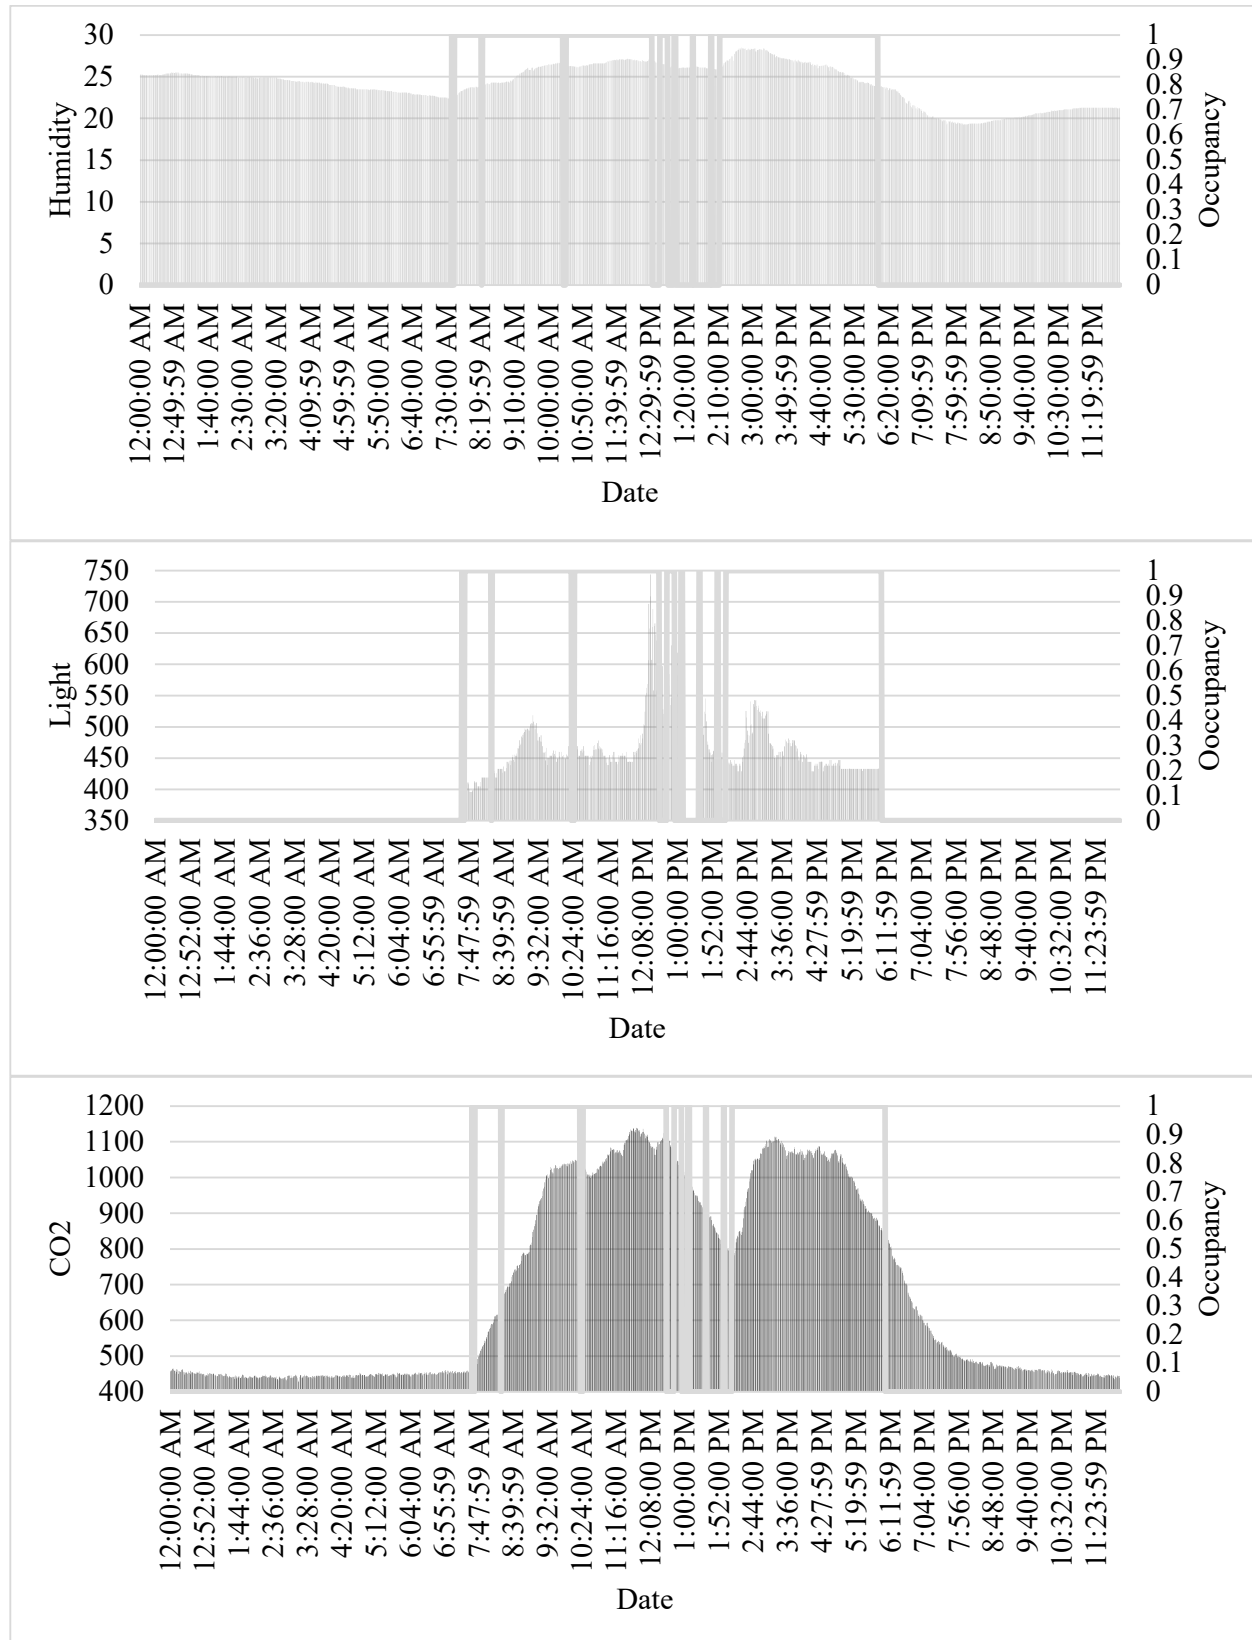 30
25
20
15
10
5
0
Humidity
1
0.9
0.8
0.7
0.6
0.5
0.4
0.3
0.2
0.1
0
Occupancy
12:00:00 AM
12:49:59 AM
1:40:00 AM
2:30:00 AM
3:20:00 AM
4:09:59 AM
4:59:59 AM
5:50:00 AM
6:40:00 AM
7:30:00 AM
8:19:59 AM
9:10:00 AM
10:00:00 AM
10:50:00 AM
11:39:59 AM
12:29:59 PM
1:20:00 PM
2:10:00 PM
3:00:00 PM
3:49:59 PM
4:40:00 PM
5:30:00 PM
6:20:00 PM
7:09:59 PM
7:59:59 PM
8:50:00 PM
9:40:00 PM
10:30:00 PM
11:19:59 PM
Date
750
700
650
600
550
500
450
400
350
Light
1
0.9
0.8
0.7
0.6
0.5
0.4
0.3
0.2
0.1
0
Ooccupancy
12:00:00 AM
12:52:00 AM
1:44:00 AM
2:36:00 AM
3:28:00 AM
4:20:00 AM
5:12:00 AM
6:04:00 AM
6:55:59 AM
7:47:59 AM
8:39:59 AM
9:32:00 AM
10:24:00 AM
11:16:00 AM
12:08:00 PM
1:00:00 PM
1:52:00 PM
2:44:00 PM
3:36:00 PM
4:27:59 PM
5:19:59 PM
6:11:59 PM
7:04:00 PM
7:56:00 PM
8:48:00 PM
9:40:00 PM
10:32:00 PM
11:23:59 PM
Date
1200
1100
1000
900
800
700
600
500
400
CO2
1
0.9
0.8
0.7
0.6
0.5
0.4
0.3
0.2
0.1
0
Occupancy
12:00:00 AM
12:52:00 AM
1:44:00 AM
2:36:00 AM
3:28:00 AM
4:20:00 AM
5:12:00 AM
6:04:00 AM
6:55:59 AM
7:47:59 AM
8:39:59 AM
9:32:00 AM
10:24:00 AM
11:16:00 AM
12:08:00 PM
1:00:00 PM
1:52:00 PM
2:44:00 PM
3:36:00 PM
4:27:59 PM
5:19:59 PM
6:11:59 PM
7:04:00 PM
7:56:00 PM
8:48:00 PM
9:40:00 PM
10:32:00 PM
11:23:59 PM
Date